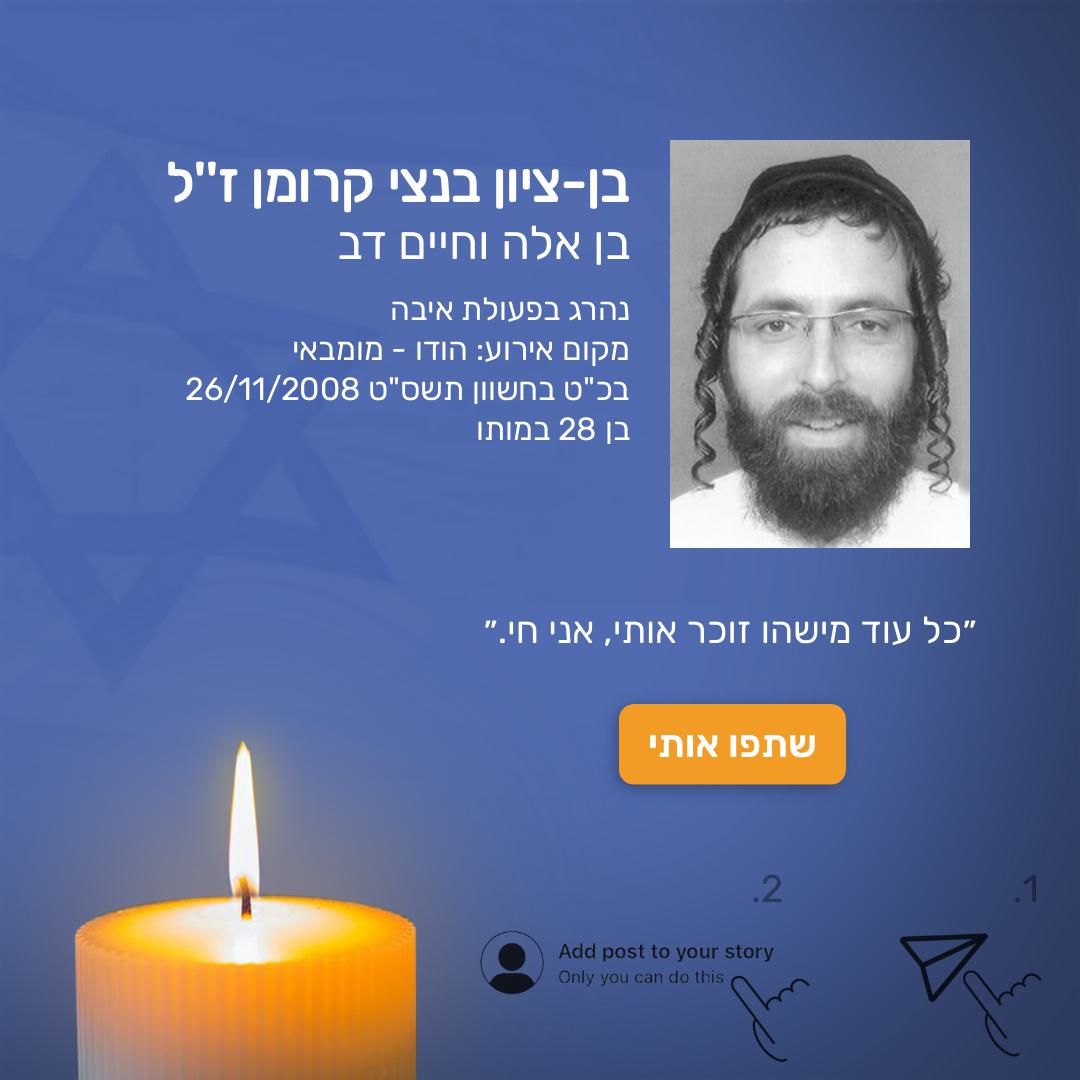 בן-ציון בנצי קרומן ז"ל
בן אלה וחיים דב
נהרג בפעולת איבה
מקום אירוע: הודו - מומבאי
בכ"ט בחשוון תשס"ט 26/11/2008
בן 28 במותו
״כל עוד מישהו זוכר אותי, אני חי.״
שתפו אותי
1.
2.
Add post to your story
Only you can do this